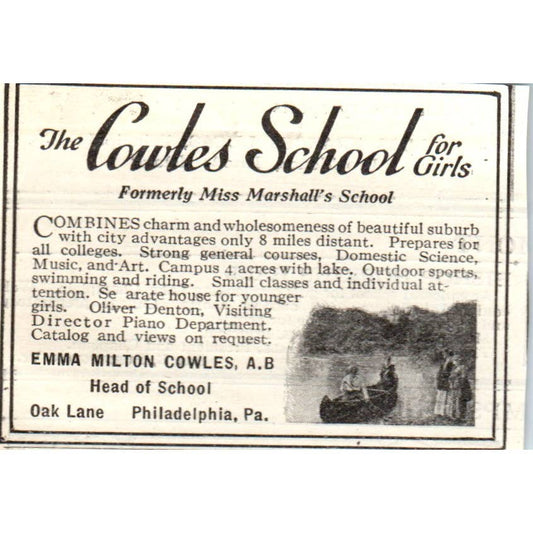 The Cowles School for Girls
Formerly Miss Marshall's School
COMBINES charm and wholesomeness of beautiful suburb
with city advantages only 8 miles distant. Prepares for
all colleges. Strong general courses, Domestic Science,
Music, and Art. Campus 4 acres with lake. Outdoor sports,
swimming and riding. Small classes and individual at-
tention. Se arate house for younger
girls. Oliver Denton, Visiting
Director Piano Department.
Catalog and views on request.
EMMA MILTON COWLES, A.B
Head of School
Oak Lane Philadelphia, Pa.